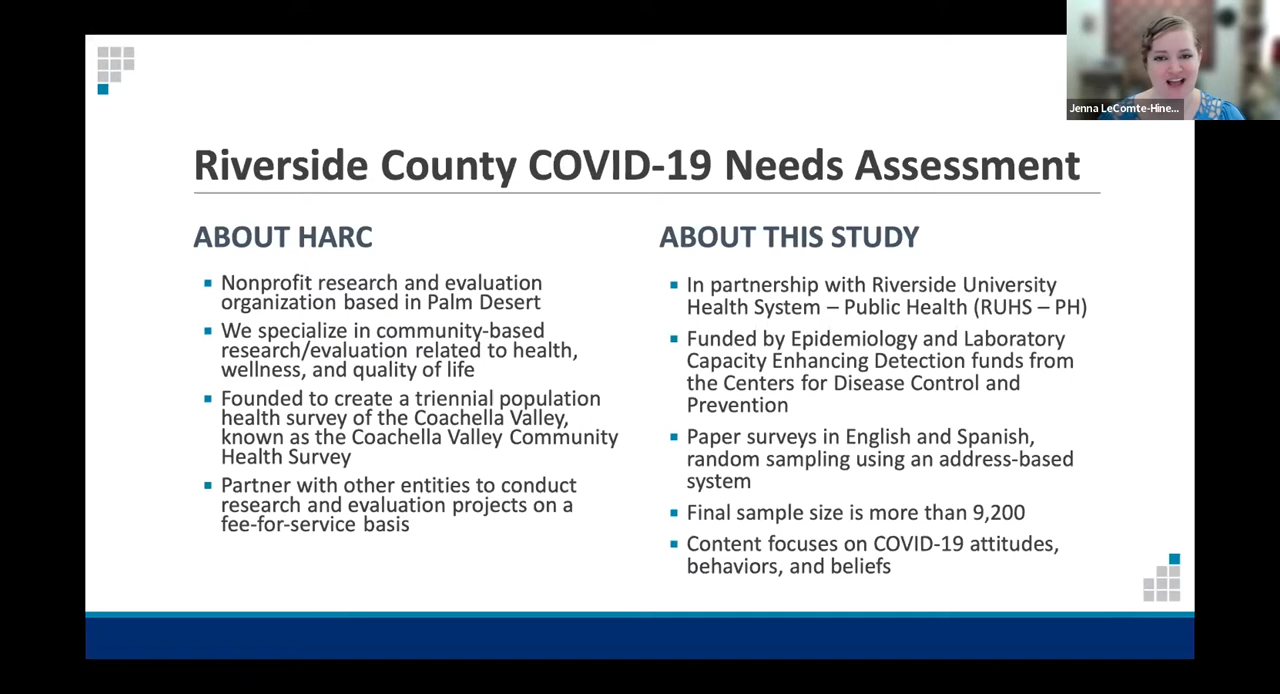 Jenna LeComte-Hine...
Riverside County COVID-19 Needs Assessment
ABOUT HARC
Nonprofit research and evaluation
organization based in Palm Desert
We specialize in community-based
research/evaluation related to health,
wellness, and quality of life
Founded to create a triennial population
health survey of the Coachella Valley,
known as the Coachella Valley Community
Health Survey
Partner with other entities to conduct
research and evaluation projects on a
fee-for-service basis
ABOUT THIS STUDY
In partnership with Riverside University
Health System – Public Health (RUHS – PH)
Funded by Epidemiology and Laboratory
Capacity Enhancing Detection funds from
the Centers for Disease Control and
Prevention
Paper surveys in English and Spanish,
random sampling using an address-based
system
Final sample size is more than 9,200
Content focuses on COVID-19 attitudes,
behaviors, and beliefs